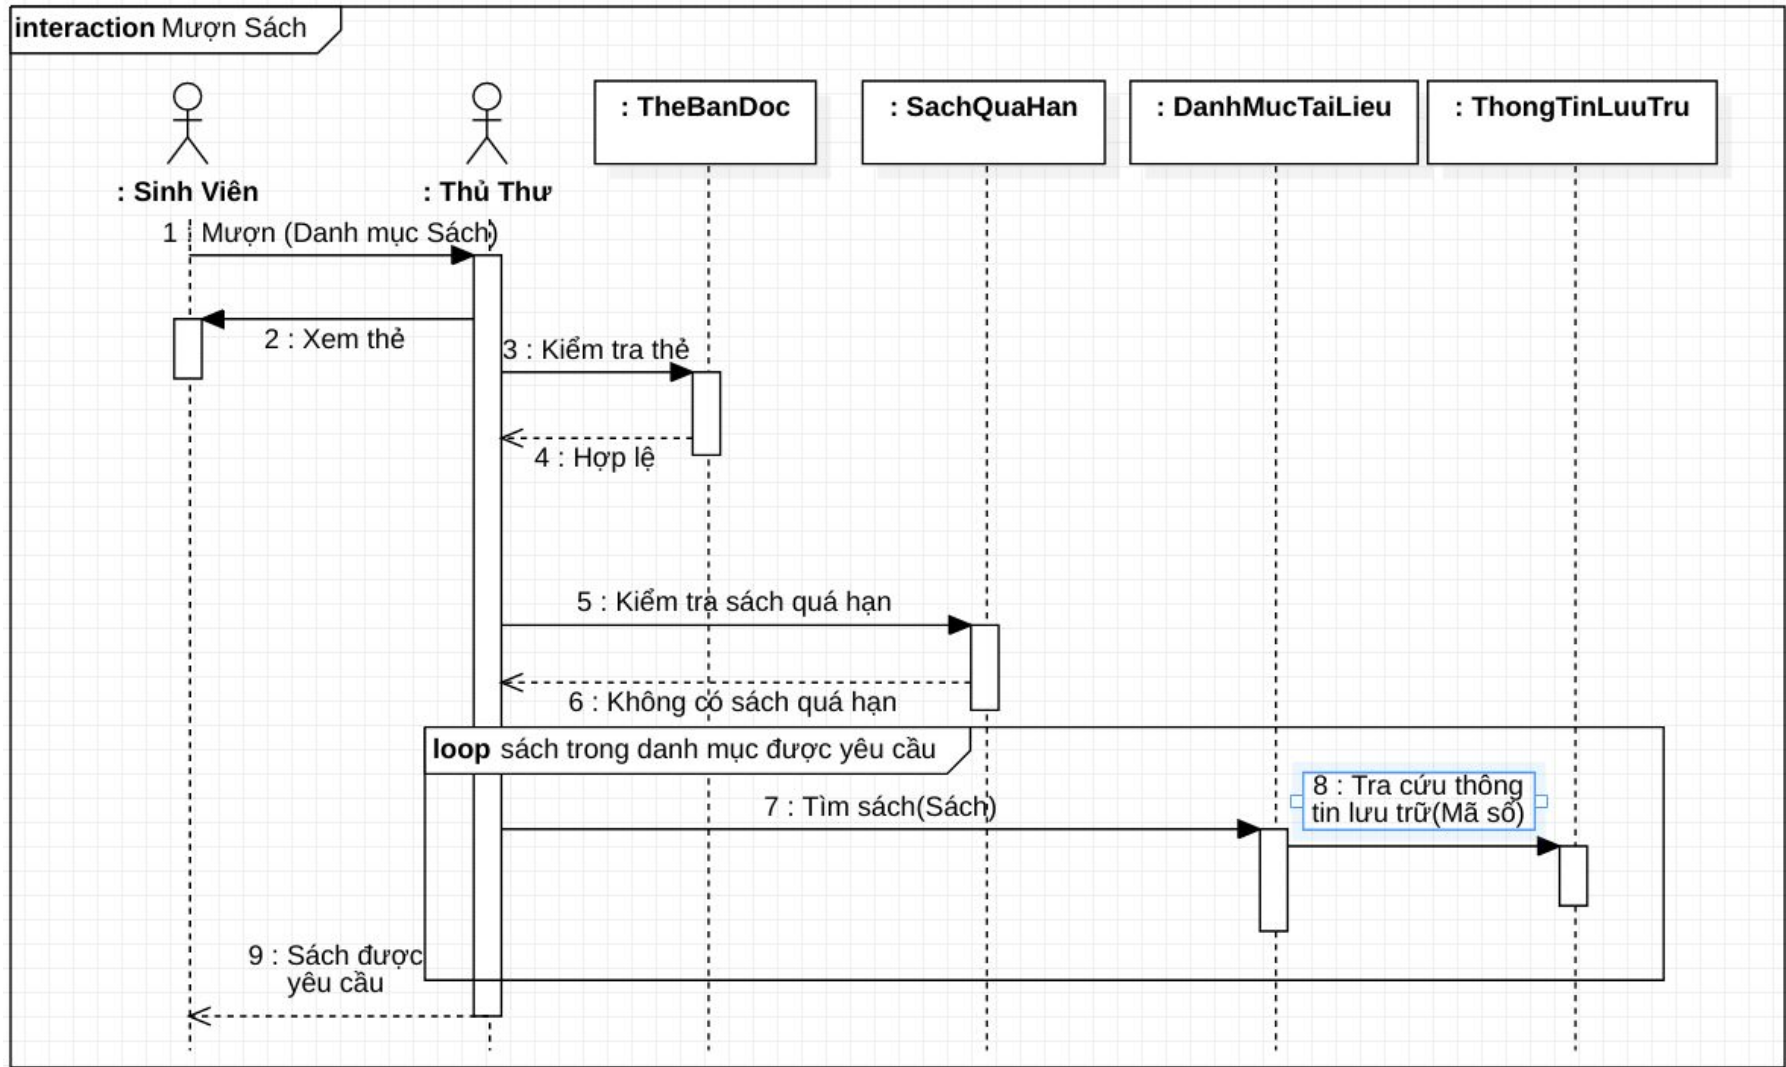 interaction Mượn Sách
: TheBanDoc
: SachQuaHan
: DanhMucTaiLieu
: ThongTinLuuTru
: Sinh Viên
: Thủ Thư
1 : Mượn (Danh mục Sách)
2 : Xem thẻ
3 : Kiểm tra thẻ
4 : Hợp lệ
5 : Kiểm tra sách quá hạn
6 : Không có sách quá hạn
loop sách trong danh mục được yêu cầu
7 : Tìm sách(Sách)
8 : Tra cứu thông
tin lưu trữ(Mã số)
9 : Sách được
yêu cầu